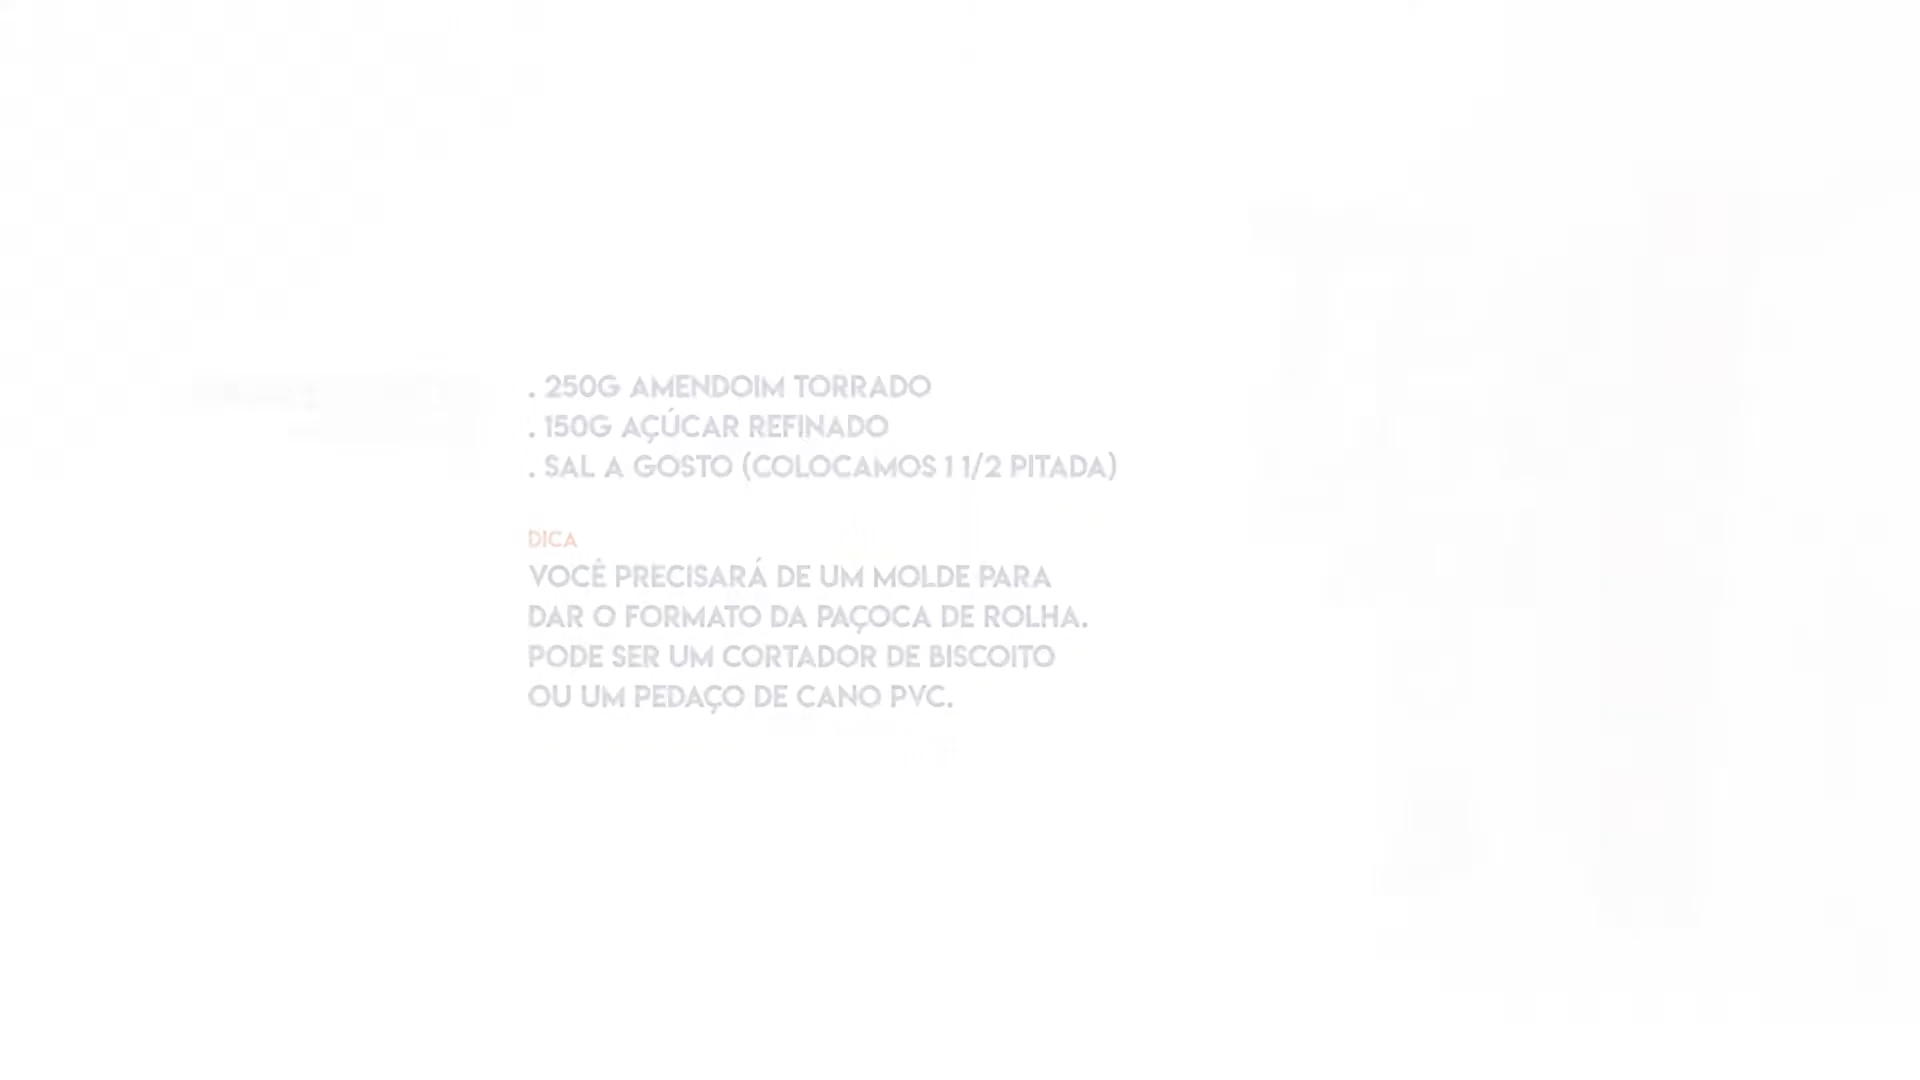 . 250G AMENDOIM TORRADO
. 150G AÇÚCAR REFINADO
. SAL A GOSTO (COLOCAMOS 1 1/2 PITADA)
DICA
VOCÊ PRECISARÁ DE UM MOLDE PARA
DAR O FORMATO DA PAÇOCA DE ROLHA.
PODE SER UM CORTADOR DE BISCOITO
OU UM PEDAÇO DE CANO PVC.